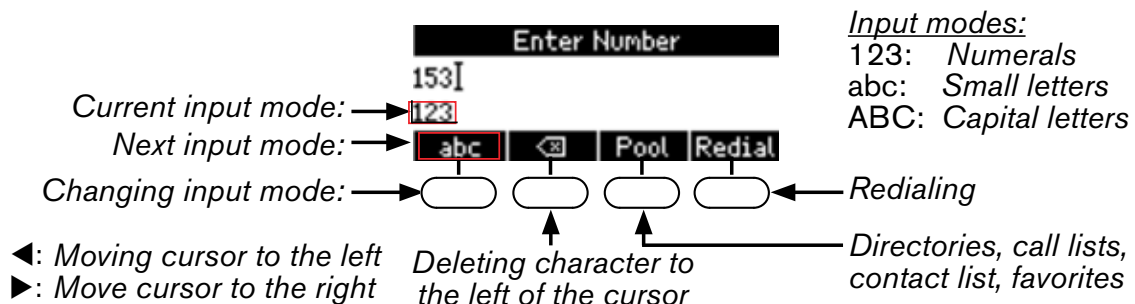 Enter Number
153
123
abc ⌫ Pool Redial
Current input mode:
Next input mode:
Changing input mode:
Input modes:
123: Numerals
abc: Small letters
ABC: Capital letters
Redialing
Directories, call lists,
contact list, favorites
Deleting character to
the left of the cursor
◀: Moving cursor to the left
▶: Move cursor to the right